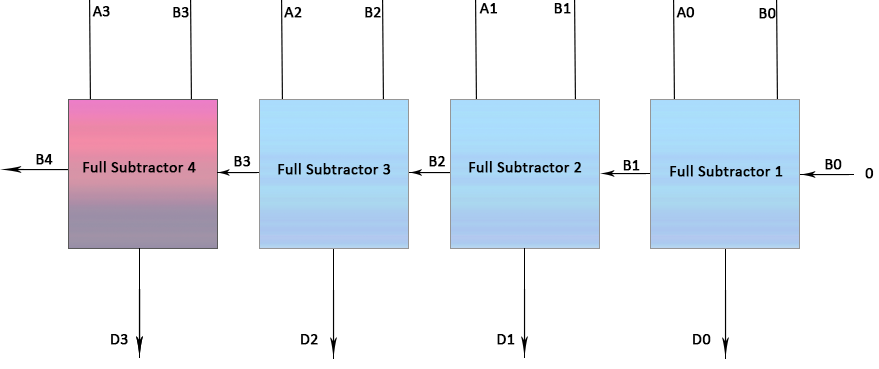 A3 B3 A2 B2 A1 B1 A0 B0
B4 Full Subtractor 4 B3 Full Subtractor 3 B2 Full Subtractor 2 B1 Full Subtractor 1 B0 0
D3 D2 D1 D0